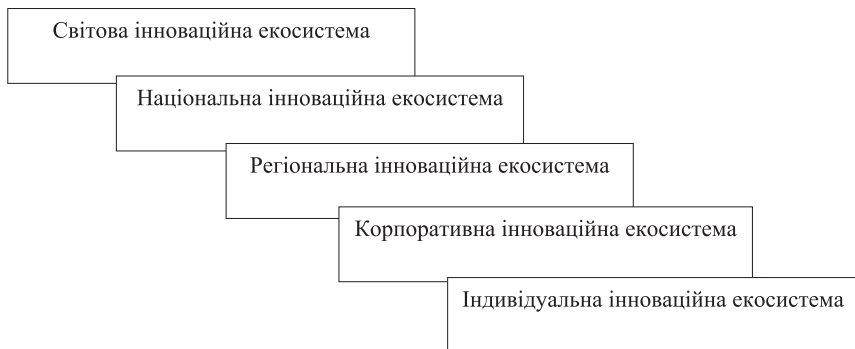 Світова інноваційна екосистема
Національна інноваційна екосистема
Регіональна інноваційна екосистема
Корпоративна інноваційна екосистема
Індивідуальна інноваційна екосистема